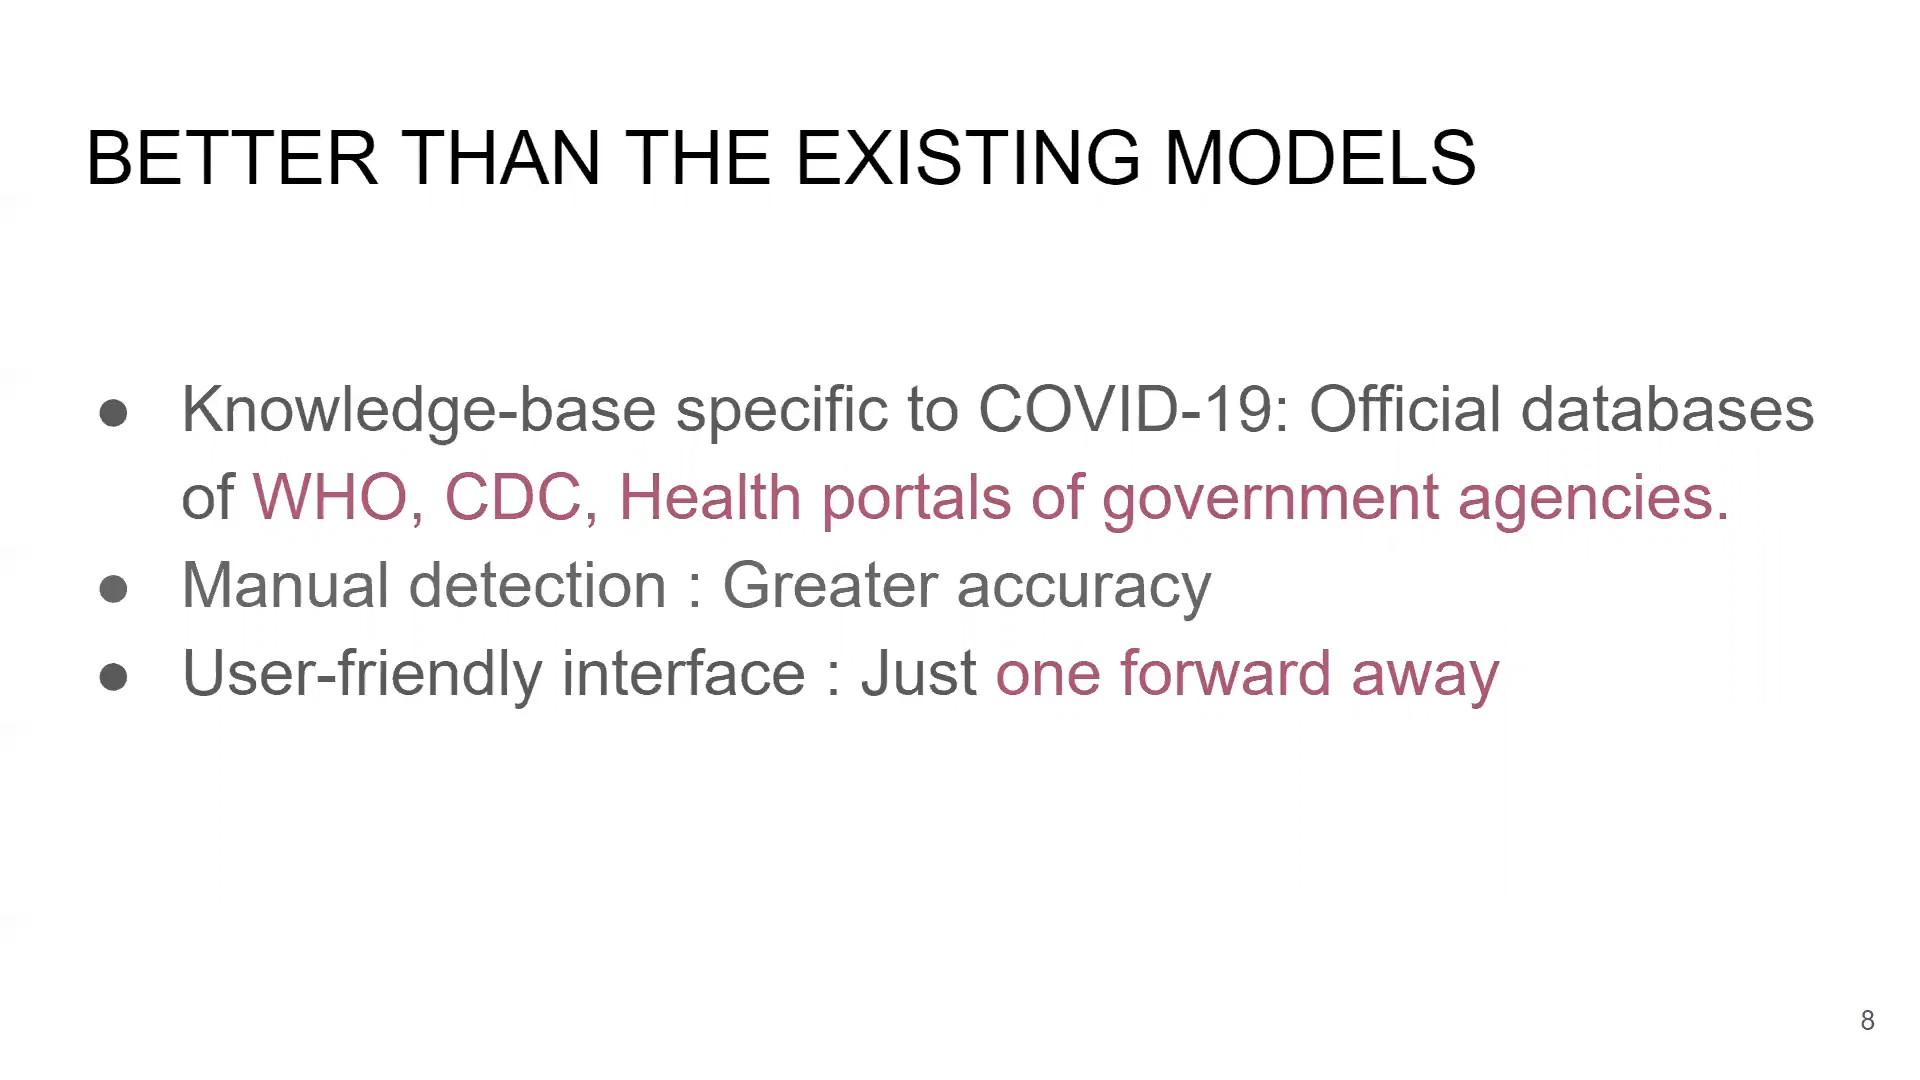 BETTER THAN THE EXISTING MODELS
● Knowledge-base specific to COVID-19: Official databases
of WHO, CDC, Health portals of government agencies.
● Manual detection : Greater accuracy
● User-friendly interface : Just one forward away
8